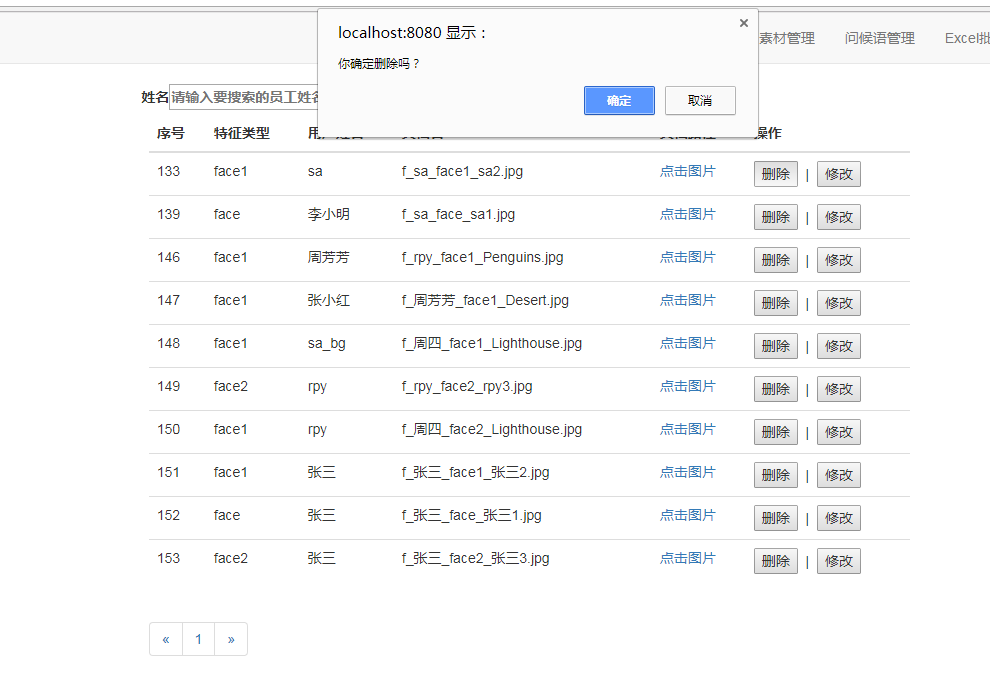 localhost:8080 显示：
你确定删除吗？
确定 取消
素材管理 问候语管理 Excel批
姓名 请输入要搜索的员工姓名
序号 特征类型 操作
133 face1 sa f_sa_face1_sa2.jpg 点击图片 删除 | 修改
139 face 李小明 f_sa_face_sa1.jpg 点击图片 删除 | 修改
146 face1 周芳芳 f_rpy_face1_Penguins.jpg 点击图片 删除 | 修改
147 face1 张小红 f_周芳芳_face1_Desert.jpg 点击图片 删除 | 修改
148 face1 sa_bg f_周四_face1_Lighthouse.jpg 点击图片 删除 | 修改
149 face2 rpy f_rpy_face2_rpy3.jpg 点击图片 删除 | 修改
150 face1 rpy f_周四_face2_Lighthouse.jpg 点击图片 删除 | 修改
151 face1 张三 f_张三_face1_张三2.jpg 点击图片 删除 | 修改
152 face 张三 f_张三_face_张三1.jpg 点击图片 删除 | 修改
153 face2 张三 f_张三_face2_张三3.jpg 点击图片 删除 | 修改
« 1 »